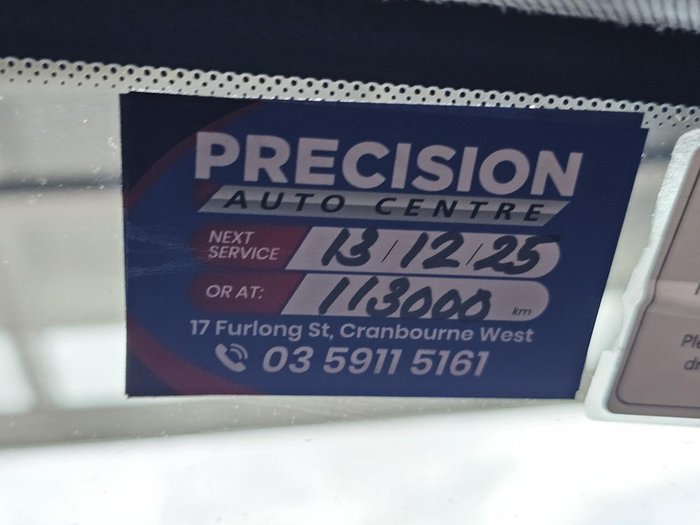 PRECISION
AUTO CENTRE
NEXT SERVICE 13/12/25
OR AT: 113000 km
17 Furlong St, Cranbourne West
03 5911 5161